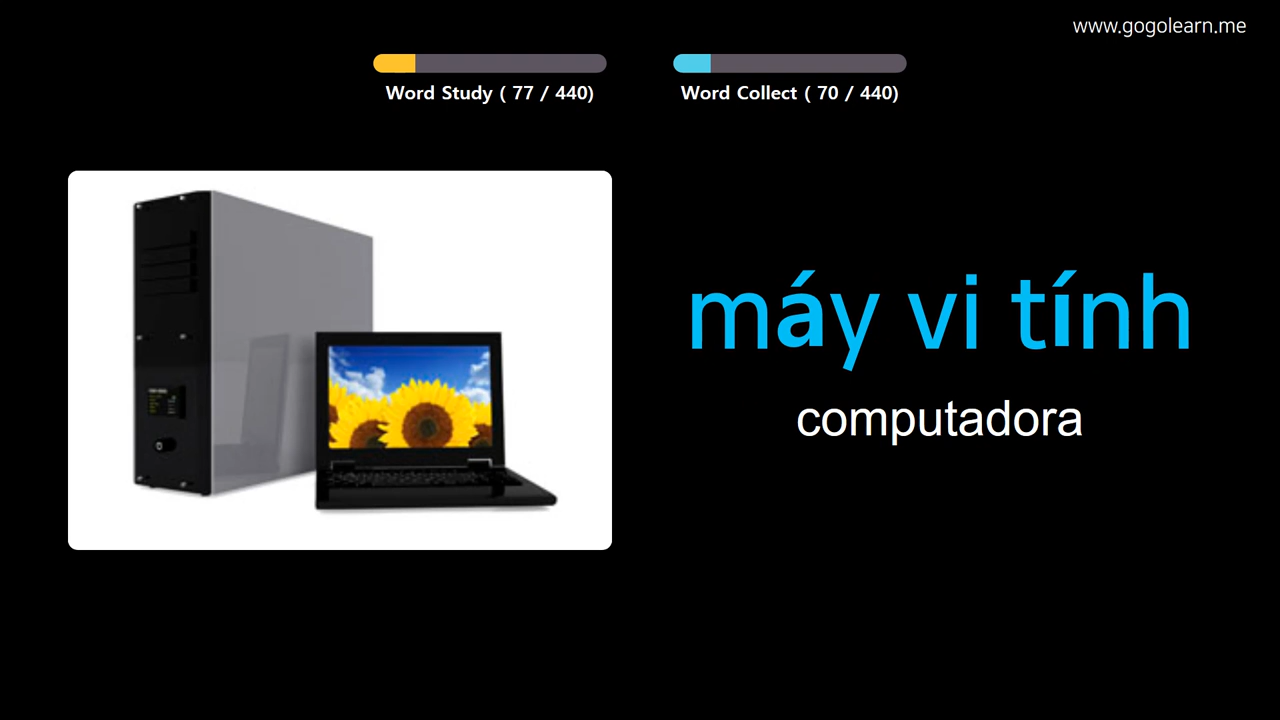 www.gogolearn.me
Word Study ( 77 / 440)
Word Collect ( 70 / 440)
máy vi tính
computadora